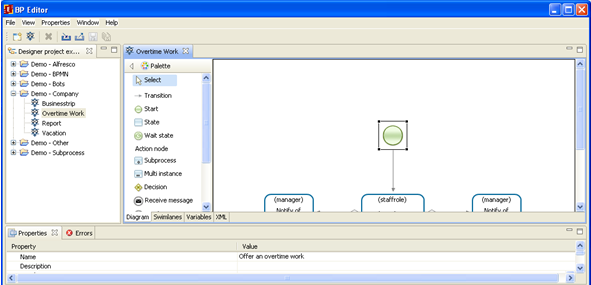 BP Editor
File View Properties Window Help
Designer project ex...
Demo - Alfresco
Demo - BPMN
Demo - Bots
Demo - Company
Businesstrip
Overtime Work
Report
Vacation
Demo - Other
Demo - Subprocess
Overtime Work
Palette
Select
Transition
Start
State
Wait state
Action node
Subprocess
Multi instance
Decision
Receive message
(manager)
Notify of
(staffrole)
(manager)
Notify of
Diagram Swimlanes Variables XML
Properties Errors
Property Value
Name Offer an overtime work
Description